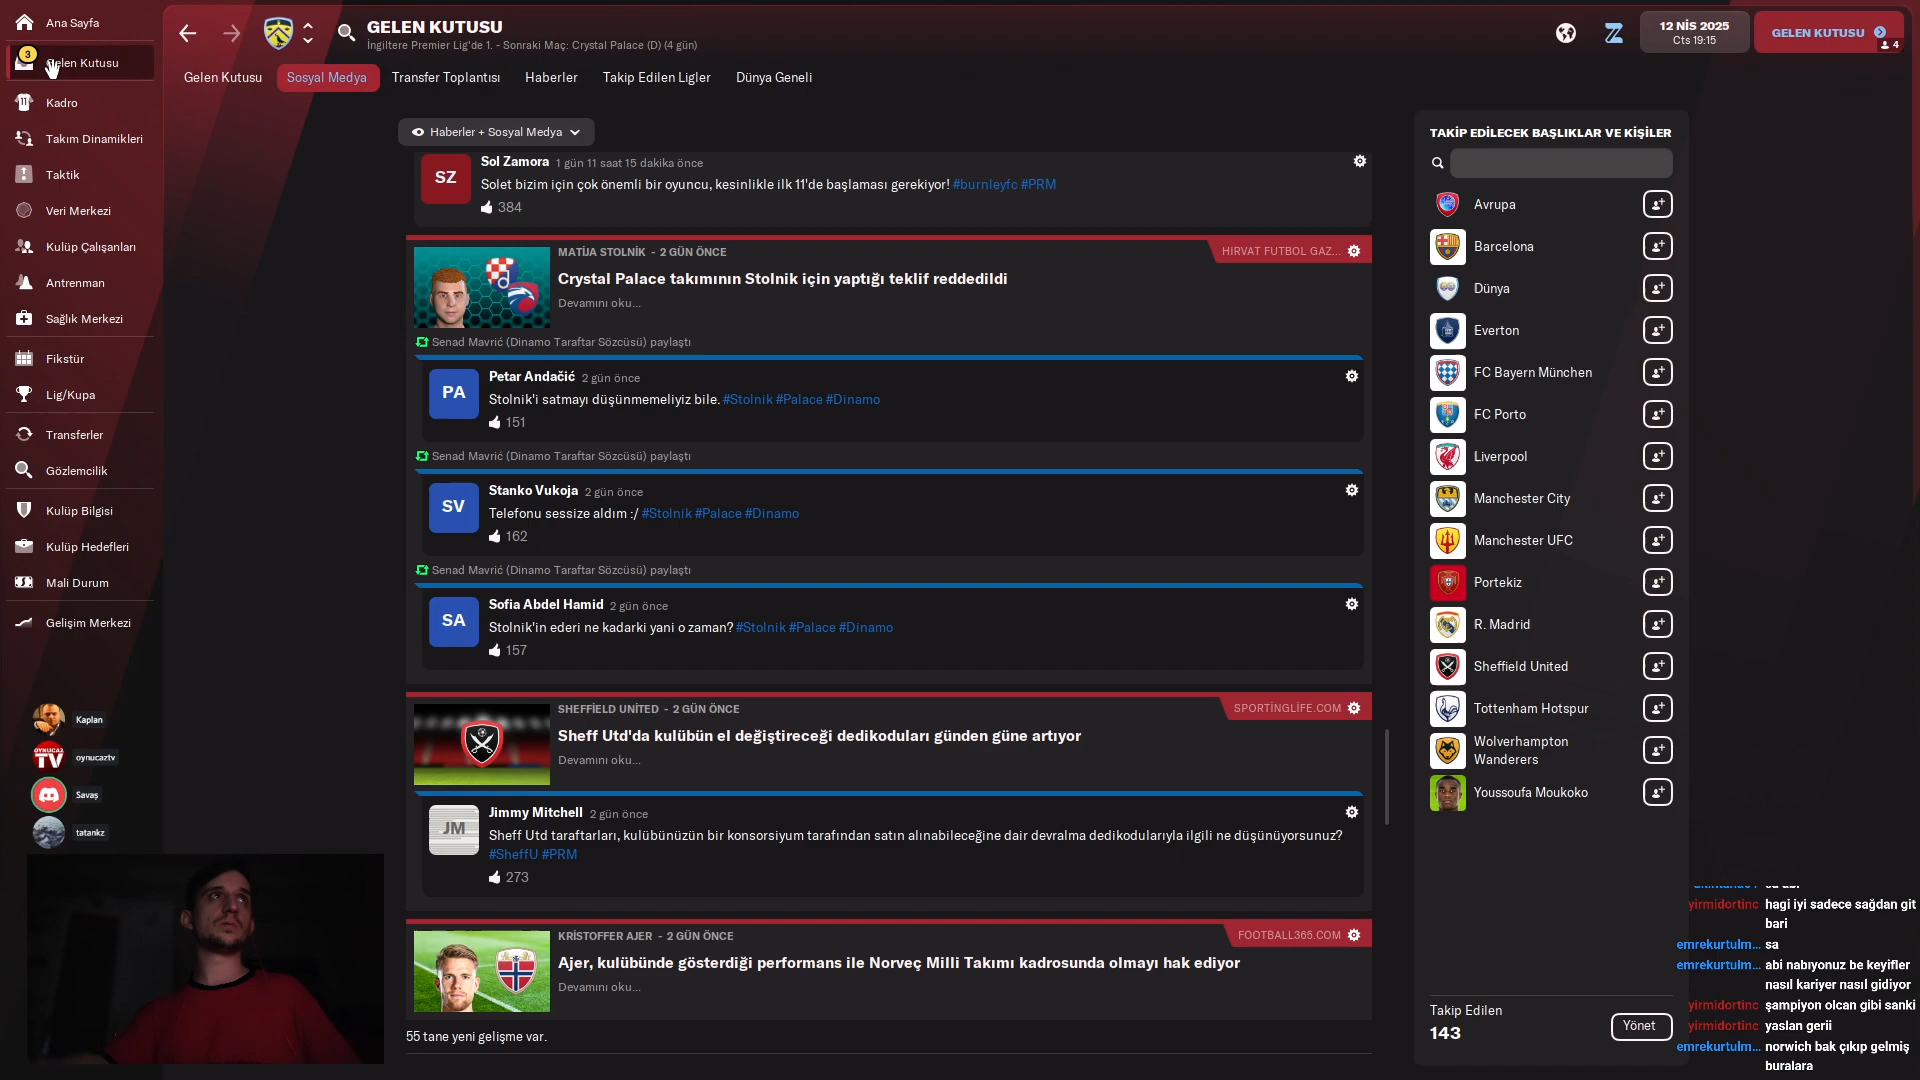 Ana Sayfa
3
Gelen Kutusu
Kadro
Takım Dinamikleri
Taktik
Veri Merkezi
Kulüp Çalışanları
Antrenman
Sağlık Merkezi
Fikstür
Lig/Kupa
Transferler
Gözlemcilik
Kulüp Bilgisi
Kulüp Hedefleri
Mali Durum
Gelişim Merkezi
Kaplan
OYNUCAZ TV
oynucaztv
Savaş
tatankz
GELEN KUTUSU
İngiltere Premier Lig'de 1. - Sonraki Maç: Crystal Palace (D) (4 gün)
12 NİS 2025
Cts 19:15
GELEN KUTUSU
4
Gelen Kutusu
Sosyal Medya
Transfer Toplantısı
Haberler
Takip Edilen Ligler
Dünya Geneli
Haberler + Sosyal Medya
SZ
Sol Zamora 1 gün 11 saat 15 dakika önce
Solet bizim için çok önemli bir oyuncu, kesinlikle ilk 11'de başlaması gerekiyor! #burnleyfc #PRM
384
MATİJA STOLNİK - 2 GÜN ÖNCE
HIRVAT FUTBOL GAZ...
Crystal Palace takımının Stolnik için yaptığı teklif reddedildi
Devamını oku...
Senad Mavrić (Dinamo Taraftar Sözcüsü) paylaştı
PA
Petar Andačić 2 gün önce
Stolnik'i satmayı düşünmemeliyiz bile. #Stolnik #Palace #Dinamo
151
Senad Mavrić (Dinamo Taraftar Sözcüsü) paylaştı
SV
Stanko Vukoja 2 gün önce
Telefonu sessize aldım :/ #Stolnik #Palace #Dinamo
162
Senad Mavrić (Dinamo Taraftar Sözcüsü) paylaştı
SA
Sofia Abdel Hamid 2 gün önce
Stolnik'in ederi ne kadarki yani o zaman? #Stolnik #Palace #Dinamo
157
SHEFFİELD UNİTED - 2 GÜN ÖNCE
SPORTİNGLİFE.COM
Sheff Utd'da kulübün el değiştireceği dedikoduları günden güne artıyor
Devamını oku...
JM
Jimmy Mitchell 2 gün önce
Sheff Utd taraftarları, kulübünüzün bir konsorsiyum tarafından satın alınabileceğine dair devralma dedikodularıyla ilgili ne düşünüyorsunuz?
#SheffU #PRM
273
KRİSTOFFER AJER - 2 GÜN ÖNCE
FOOTBALL365.COM
Ajer, kulübünde gösterdiği performans ile Norveç Milli Takımı kadrosunda olmayı hak ediyor
Devamını oku...
55 tane yeni gelişme var.
TAKİP EDİLECEK BAŞLIKLAR VE KİŞİLER
Avrupa
Barcelona
Dünya
Everton
FC Bayern München
FC Porto
Liverpool
Manchester City
Manchester UFC
Portekiz
R. Madrid
Sheffield United
Tottenham Hotspur
Wolverhampton
Wanderers
Youssoufa Moukoko
Takip Edilen
143
Yönet
yirmidortinc hagi iyi sadece sağdan git
bari
emrekurtulm... sa
emrekurtulm... abi nabıyonuz be keyifler
nasıl kariyer nasıl gidiyor
yirmidortinc şampiyon olcan gibi sanki
yirmidortinc yaslan gerii
emrekurtulm... norwich bak çıkıp gelmiş
buralara